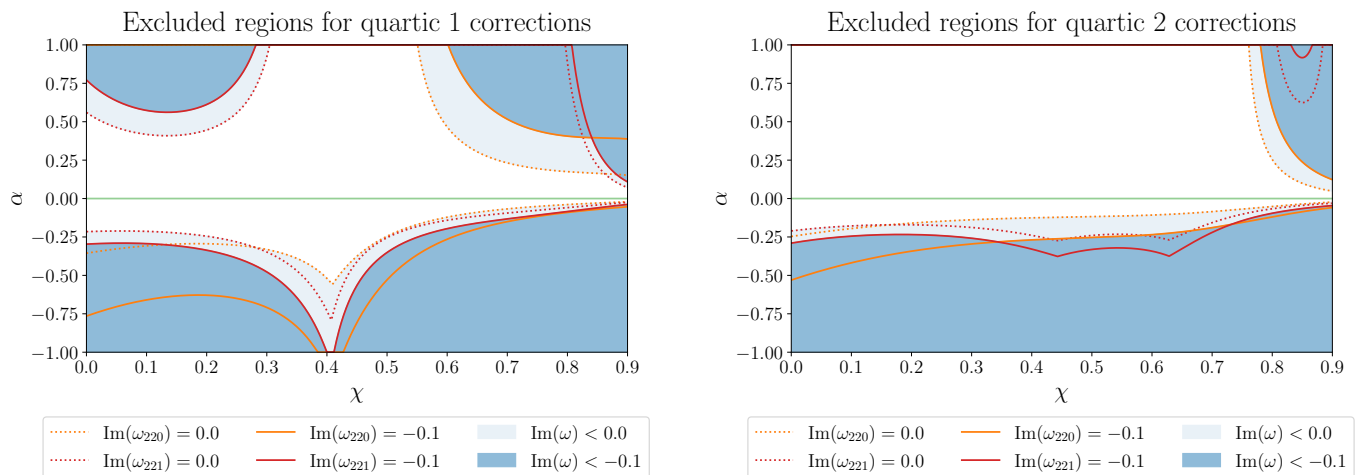 Excluded regions for quartic 1 corrections
1.00
0.75
0.50
0.25
0.00
−0.25
−0.50
−0.75
−1.00
α
0.0 0.1 0.2 0.3 0.4 0.5 0.6 0.7 0.8 0.9
χ
Im(ω220) = 0.0 Im(ω220) = −0.1 Im(ω) < 0.0
Im(ω221) = 0.0 Im(ω221) = −0.1 Im(ω) < −0.1
Excluded regions for quartic 2 corrections
1.00
0.75
0.50
0.25
0.00
−0.25
−0.50
−0.75
−1.00
α
0.0 0.1 0.2 0.3 0.4 0.5 0.6 0.7 0.8 0.9
χ
Im(ω220) = 0.0 Im(ω220) = −0.1 Im(ω) < 0.0
Im(ω221) = 0.0 Im(ω221) = −0.1 Im(ω) < −0.1